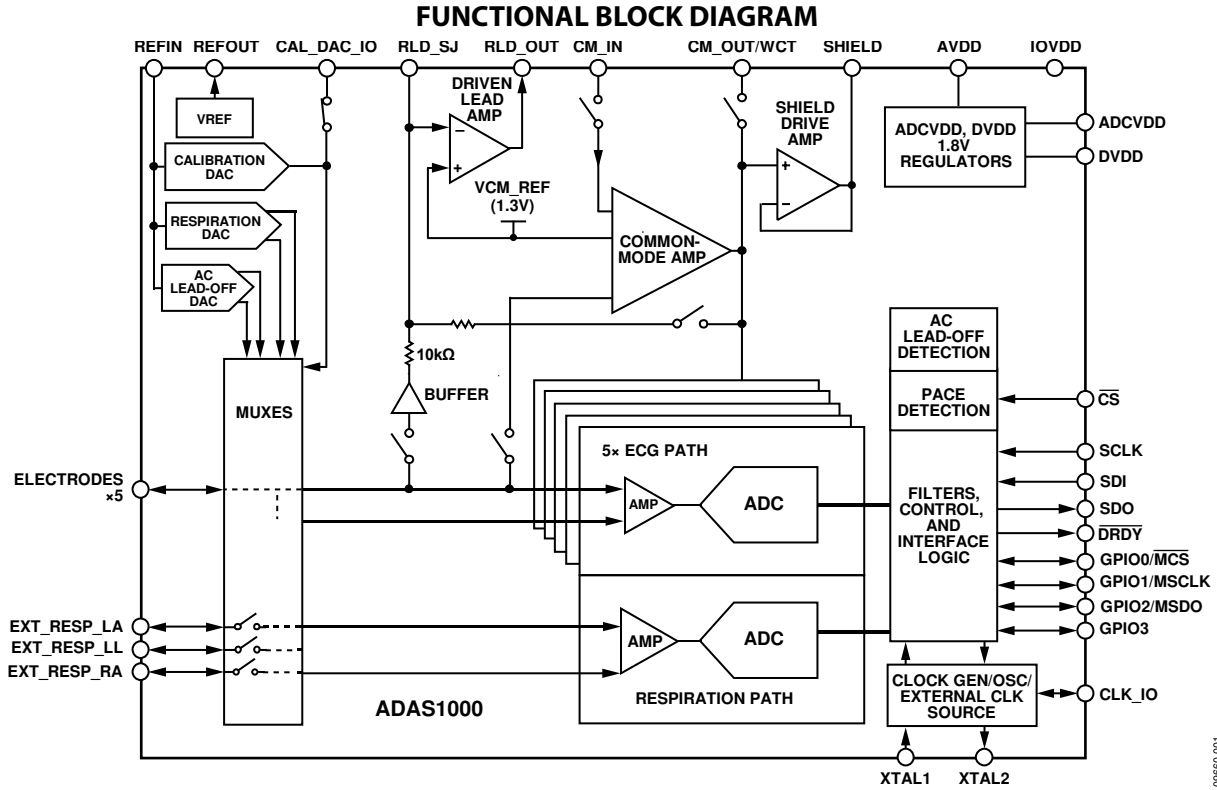 FUNCTIONAL BLOCK DIAGRAM
REFIN REFOUT CAL_DAC_IO RLD_SJ RLD_OUT CM_IN CM_OUT/WCT SHIELD AVDD IOVDD
VREF
DRIVEN
LEAD
AMP
SHIELD
DRIVE
AMP
ADCVDD, DVDD
1.8V
REGULATORS
ADCVDD
DVDD
CALIBRATION
DAC
RESPIRATION
DAC
AC
LEAD-OFF
DAC
–
+
VCM_REF
(1.3V)
COMMON-
MODE AMP
+
–
10kΩ
BUFFER
MUXES
AC
LEAD-OFF
DETECTION
PACE
DETECTION
FILTERS,
CONTROL,
AND
INTERFACE
LOGIC
5× ECG PATH
AMP
ADC
ELECTRODES
×5
EXT_RESP_LA
EXT_RESP_LL
EXT_RESP_RA
AMP
ADC
RESPIRATION PATH
ADAS1000
CS
SCLK
SDI
SDO
DRDY
GPIO0/MCS
GPIO1/MSCLK
GPIO2/MSDO
GPIO3
CLOCK GEN/OSC/
EXTERNAL CLK
SOURCE
CLK_IO
XTAL1 XTAL2